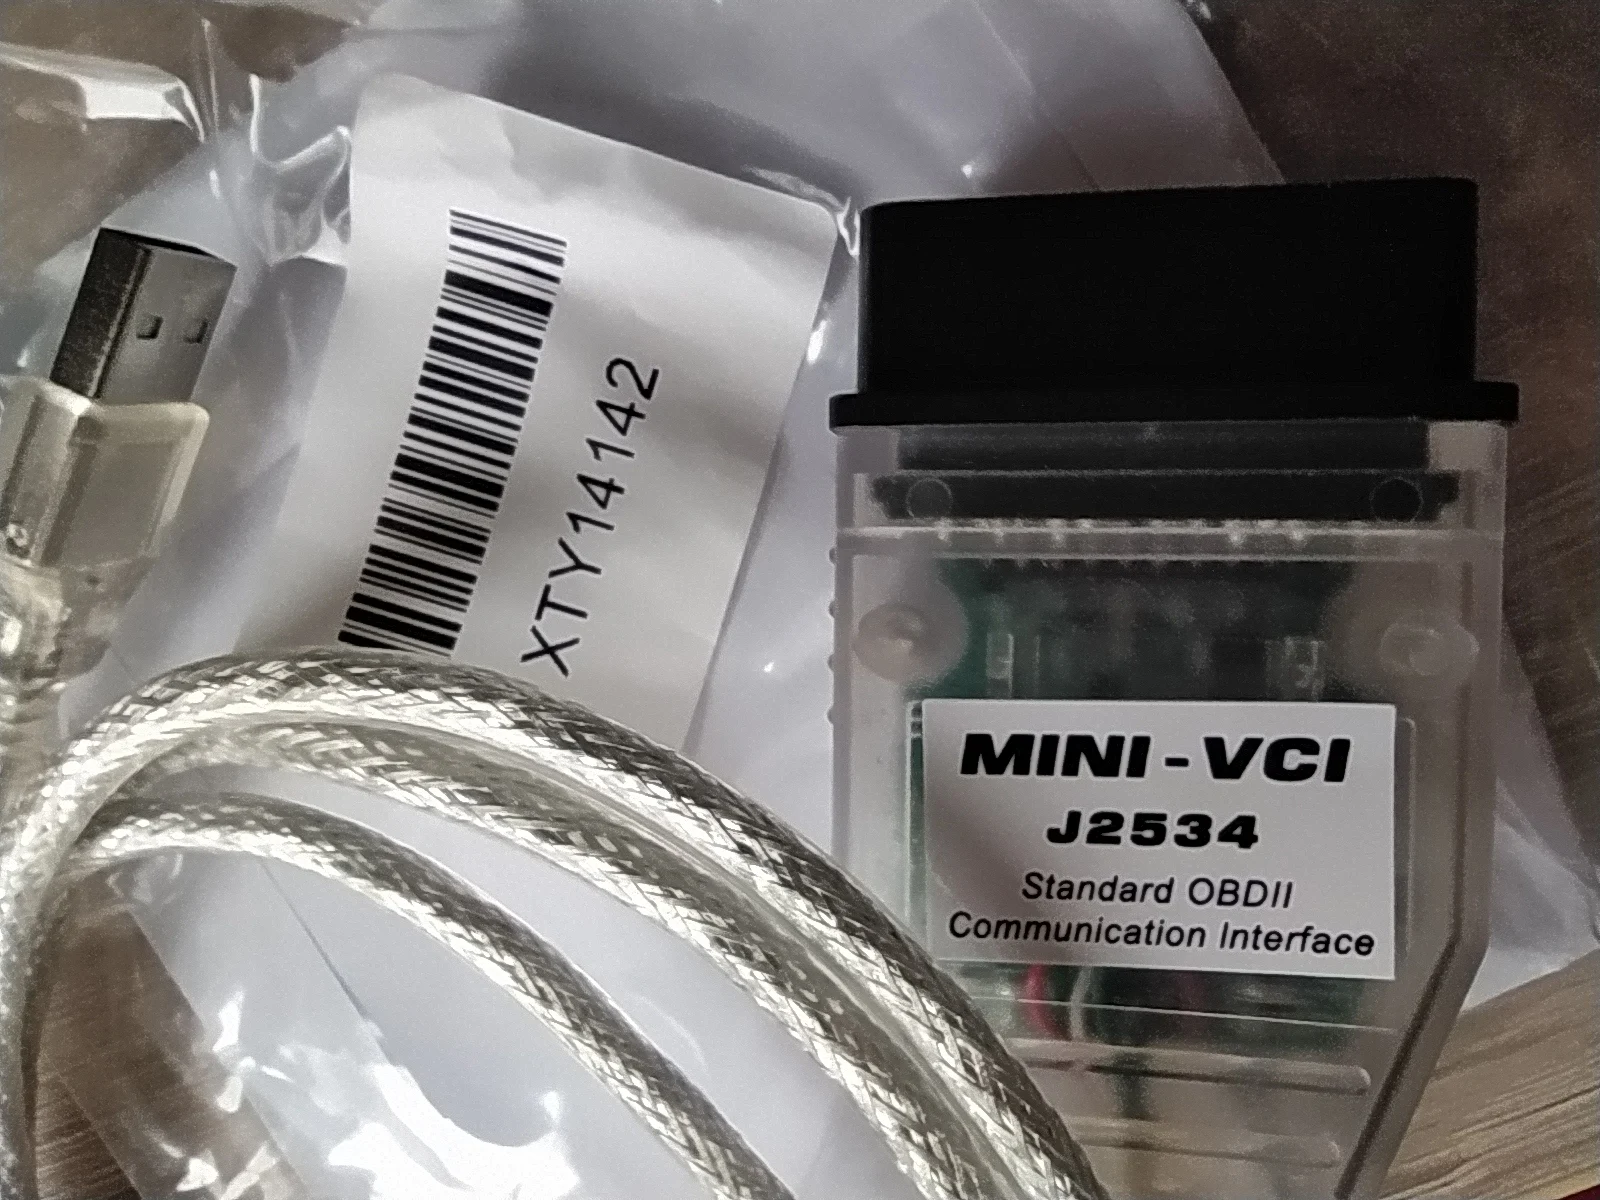 XTY14142
MINI-VCI
J2534
Standard OBDII
Communication Interface